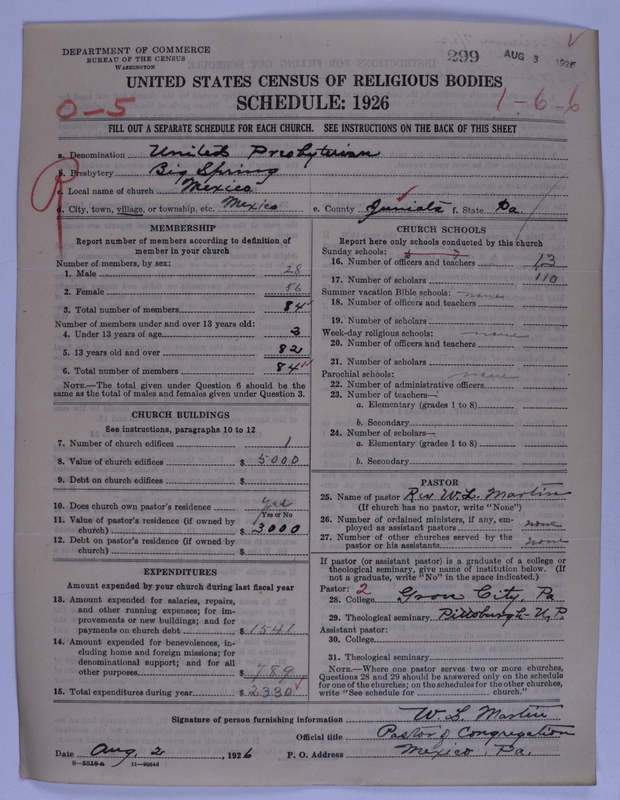 DEPARTMENT OF COMMERCE
BUREAU OF THE CENSUS
WASHINGTON
299 AUG 3 1926
UNITED STATES CENSUS OF RELIGIOUS BODIES
SCHEDULE: 1926
0-5
1-6-6
FILL OUT A SEPARATE SCHEDULE FOR EACH CHURCH. SEE INSTRUCTIONS ON THE BACK OF THIS SHEET
R
a. Denomination United Presbyterian
b. Presbytery Big Spring
c. Local name of church Mexico
d. City, town, village, or township, etc. Mexico e. County Juniata f. State Pa.
MEMBERSHIP
Report number of members according to definition of
member in your church
Number of members, by sex:
1. Male 28
2. Female 56
3. Total number of members 84
Number of members under and over 13 years old:
4. Under 13 years of age 3
5. 13 years old and over 82
6. Total number of members 84
NOTE.—The total given under Question 6 should be
same as the total of males and females given under Question 3.
CHURCH BUILDINGS
See instructions, paragraphs 10 to 12
7. Number of church edifices 1
8. Value of church edifices $ 5000
9. Debt on church edifices $
10. Does church own pastor's residence yes
Yes or No
11. Value of pastor's residence (if owned by
church) $ 3000
12. Debt on pastor's residence (if owned by
church) $
EXPENDITURES
Amount expended by your church during last fiscal year
13. Amount expended for salaries, repairs,
and other running expenses; for im-
provements or new buildings; and for
payments on church debt $ 1541
14. Amount expended for benevolences, in-
cluding home and foreign missions; for
denominational support; and for all
other purposes $ 789
15. Total expenditures during year $ 2330
CHURCH SCHOOLS
Report here only schools conducted by this church
Sunday schools:
16. Number of officers and teachers 13
17. Number of scholars 110
Summer vacation Bible schools: none
18. Number of officers and teachers
19. Number of scholars
Week-day religious schools: none
20. Number of officers and teachers
21. Number of scholars
Parochial schools: none
22. Number of administrative officers
23. Number of teachers—
a. Elementary (grades 1 to 8)
b. Secondary
24. Number of scholars—
a. Elementary (grades 1 to 8)
b. Secondary
PASTOR
25. Name of pastor Rev W.L. Martin
(If church has no pastor, write "None")
26. Number of ordained ministers, if any, em-
ployed as assistant pastors none
27. Number of other churches served by the
pastor or his assistants none
If pastor (or assistant pastor) is a graduate of a college or
theological seminary, give name of institution below. (If
not a graduate, write "No" in the space indicated.)
Pastor: 2
28. College Grove City, Pa
29. Theological seminary Pittsburgh-U.P.
Assistant pastor:
30. College
31. Theological seminary
NOTE.—Where one pastor serves two or more churches,
Questions 28 and 29 should be answered only on the schedule
for one of the churches; on the schedules for the other churches,
write "See schedule for church."
Signature of person furnishing information W. L. Martin
Official title Pastor of Congregation
Date Aug. 2, 1926 P. O. Address Mexico, Pa.